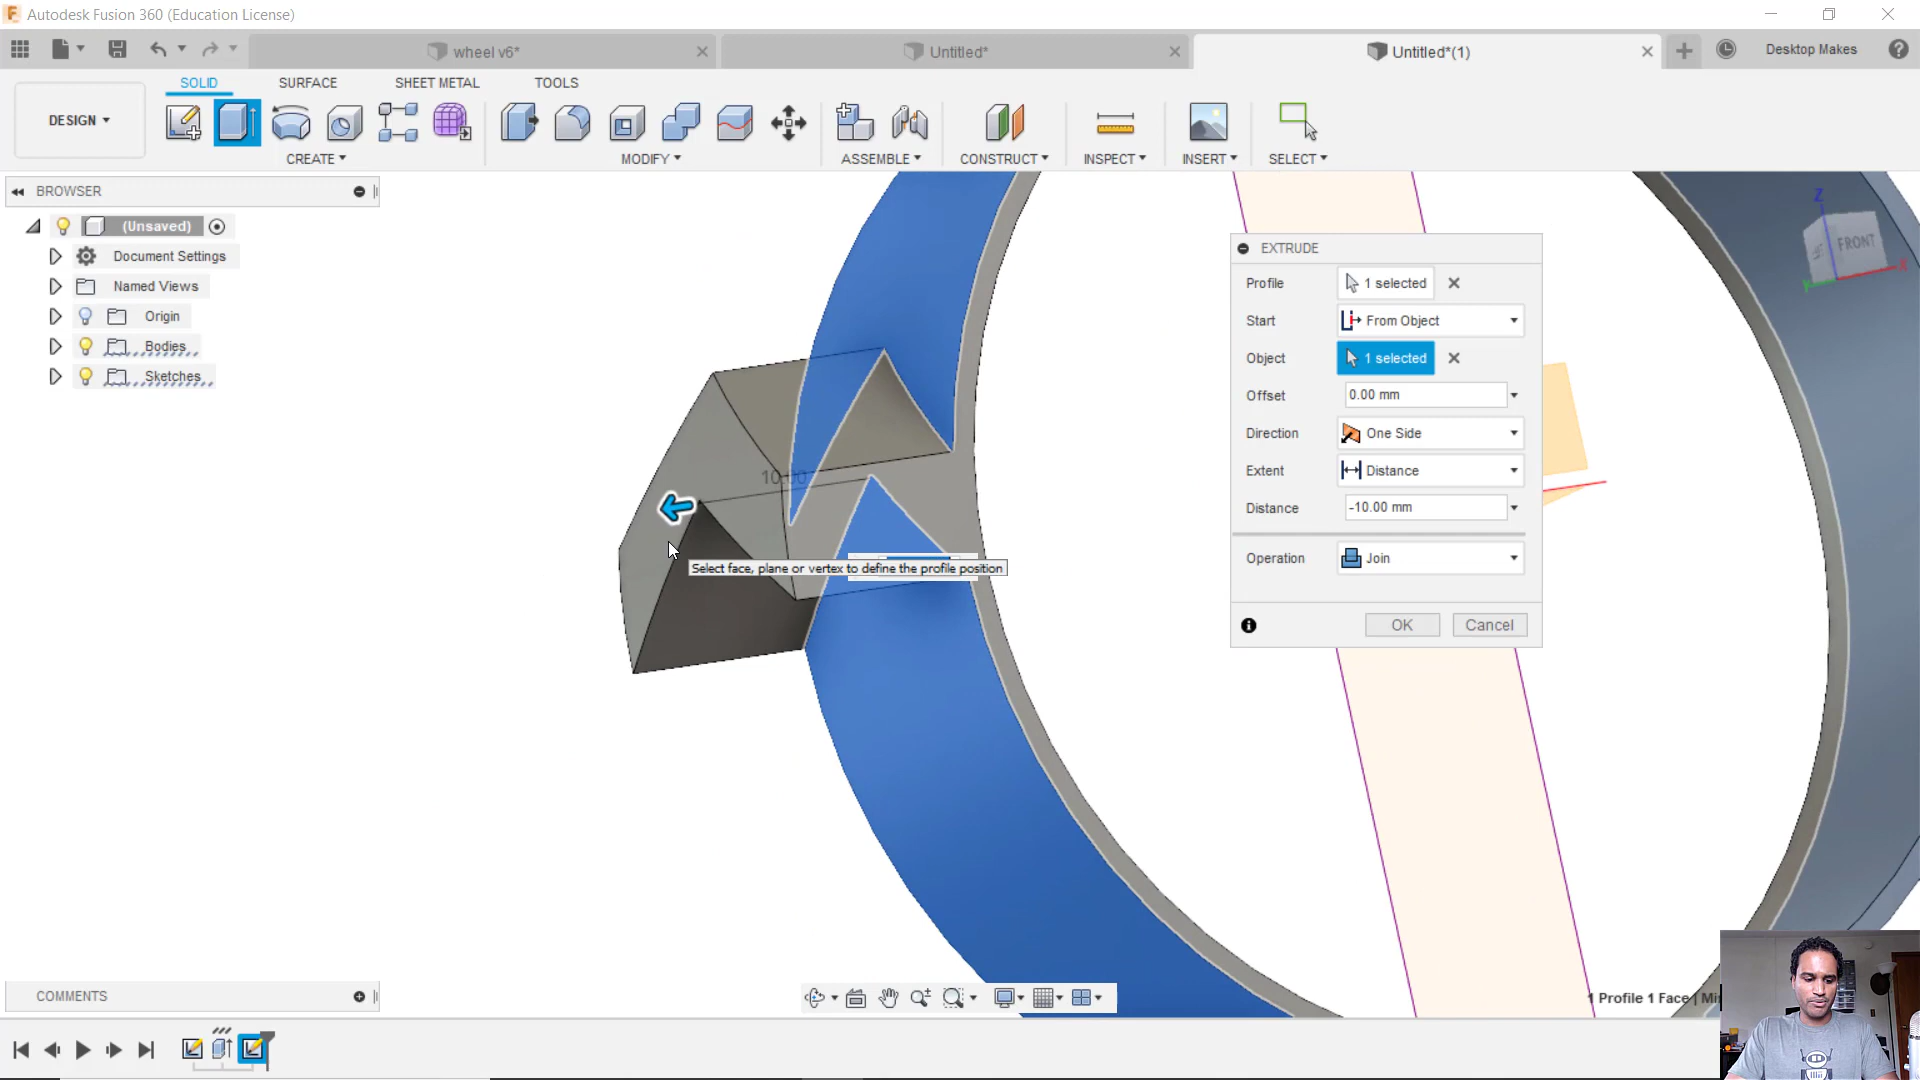 Autodesk Fusion 360 (Education License)
wheel v6*
Untitled*
Untitled*(1)
Desktop Makes
DESIGN
SOLID
SURFACE
SHEET METAL
TOOLS
CREATE
MODIFY
ASSEMBLE
CONSTRUCT
INSPECT
INSERT
SELECT
BROWSER
(Unsaved)
Document Settings
Named Views
Origin
Bodies
Sketches
10.00
Select face, plane or vertex to define the profile position
Z
FRONT
X
Y
EXTRUDE
Profile 1 selected
Start From Object
Object 1 selected
Offset 0.00 mm
Direction One Side
Extent Distance
Distance -10.00 mm
Operation Join
OK Cancel
COMMENTS
1 Profile 1 Face |